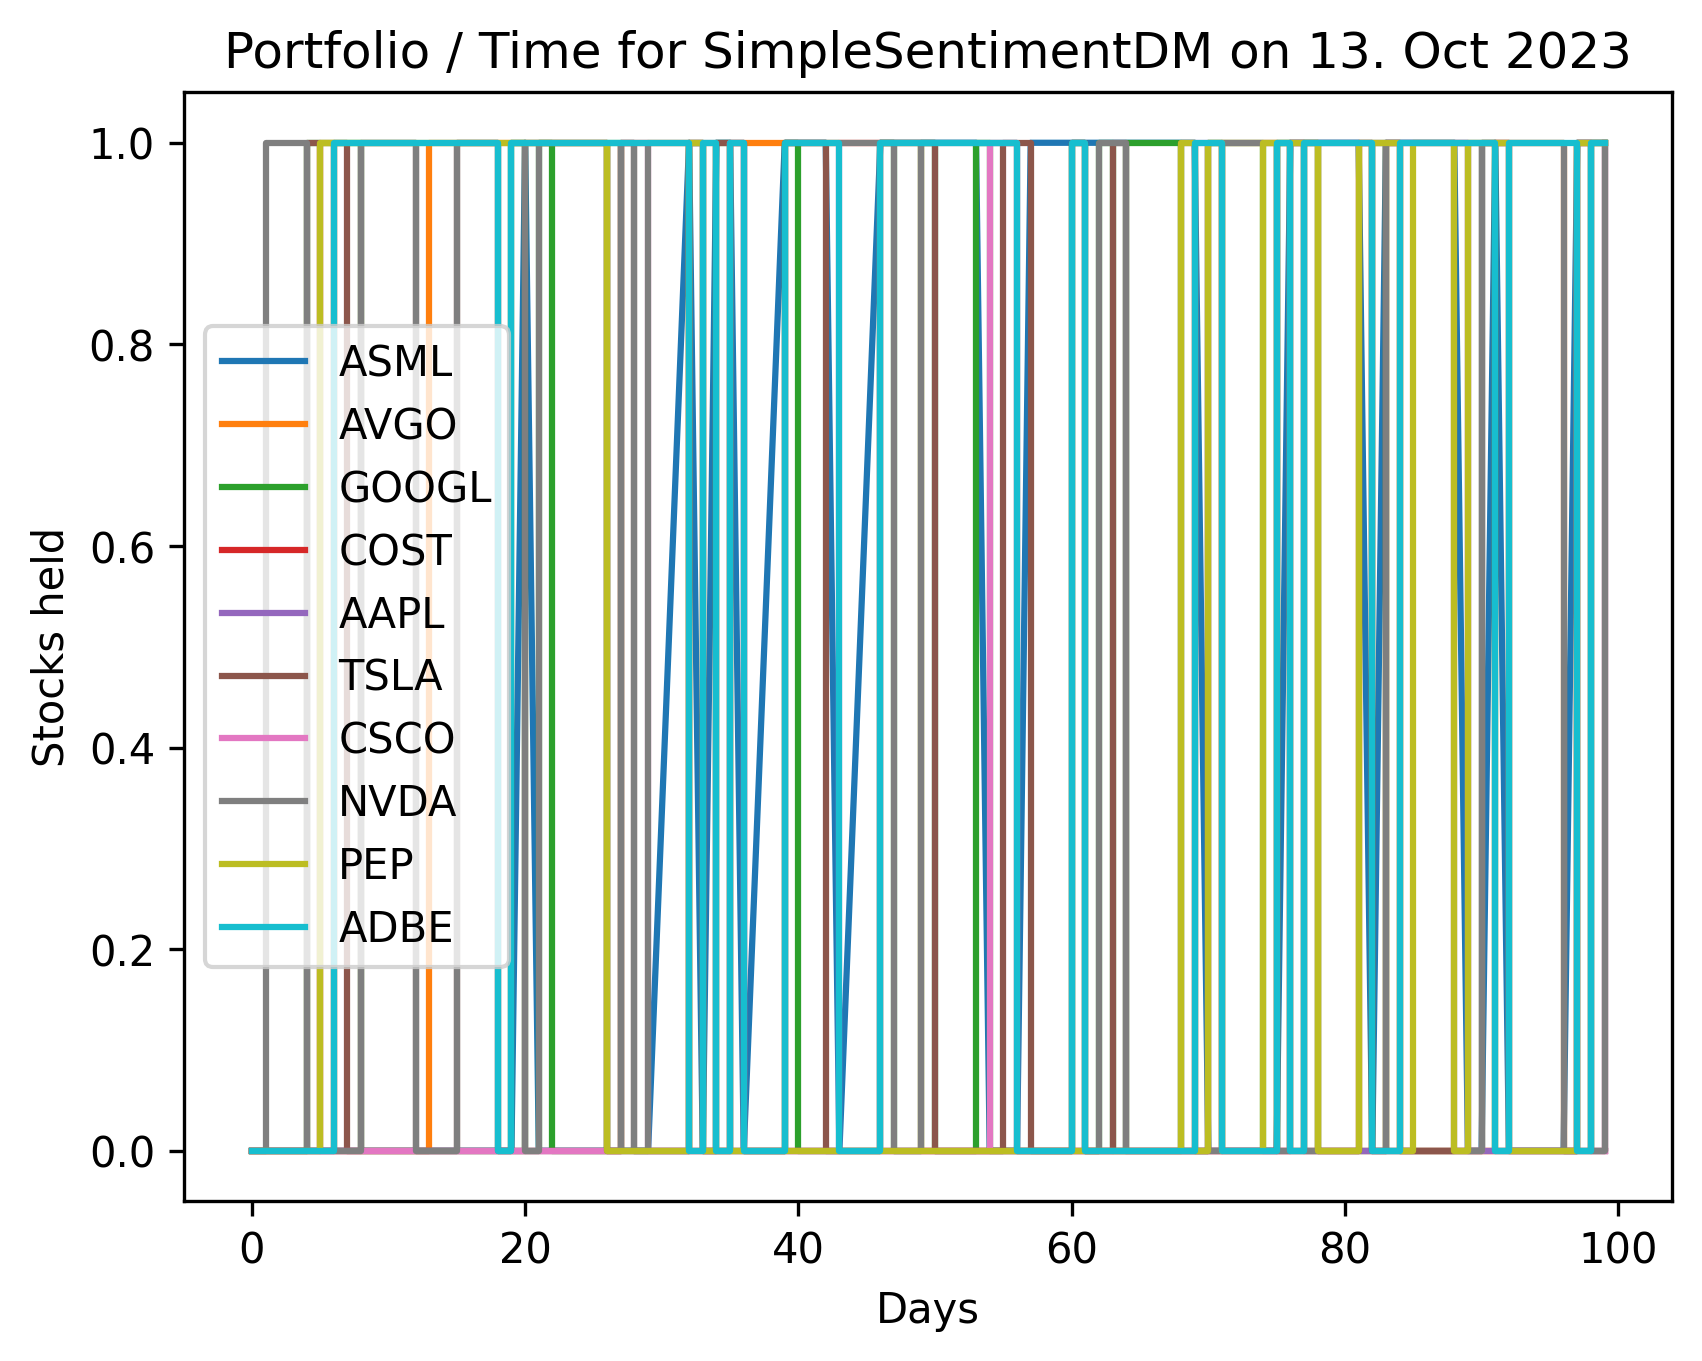 Portfolio / Time for SimpleSentimentDM on 13. Oct 2023
1.0
0.8
0.6
0.4
0.2
0.0
Stocks held
ASML
AVGO
GOOGL
COST
AAPL
TSLA
CSCO
NVDA
PEP
ADBE
0 20 40 60 80 100
Days